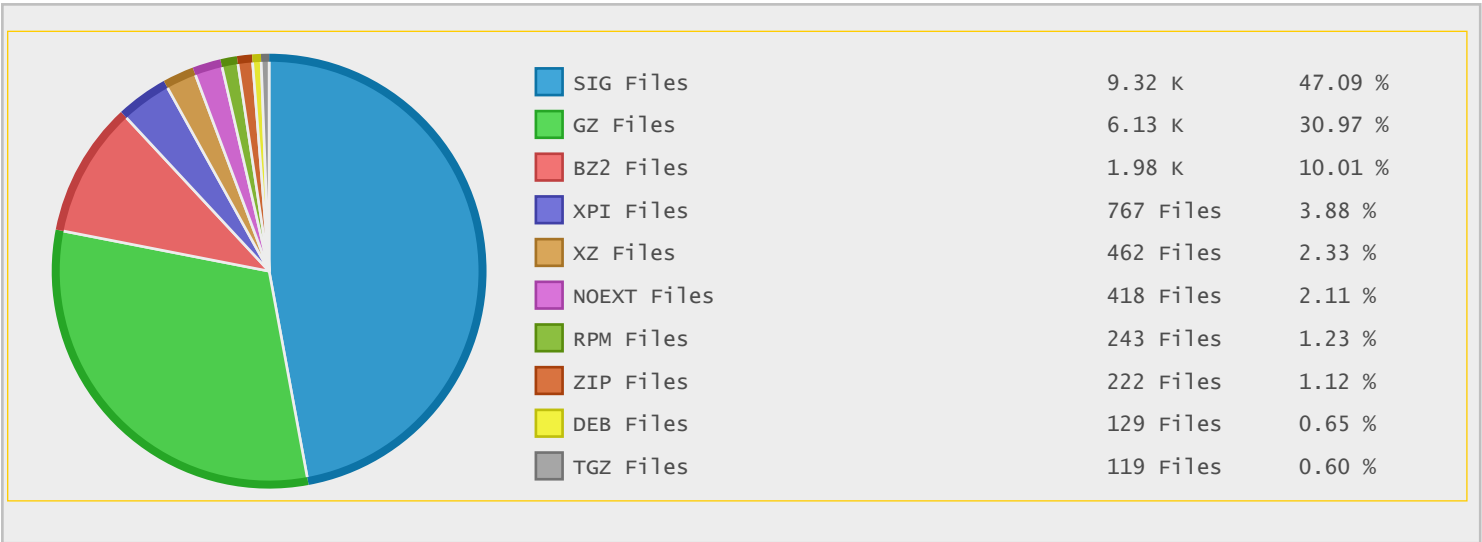 SIG Files 9.32 K 47.09 %
GZ Files 6.13 K 30.97 %
BZ2 Files 1.98 K 10.01 %
XPI Files 767 Files 3.88 %
XZ Files 462 Files 2.33 %
NOEXT Files 418 Files 2.11 %
RPM Files 243 Files 1.23 %
ZIP Files 222 Files 1.12 %
DEB Files 129 Files 0.65 %
TGZ Files 119 Files 0.60 %